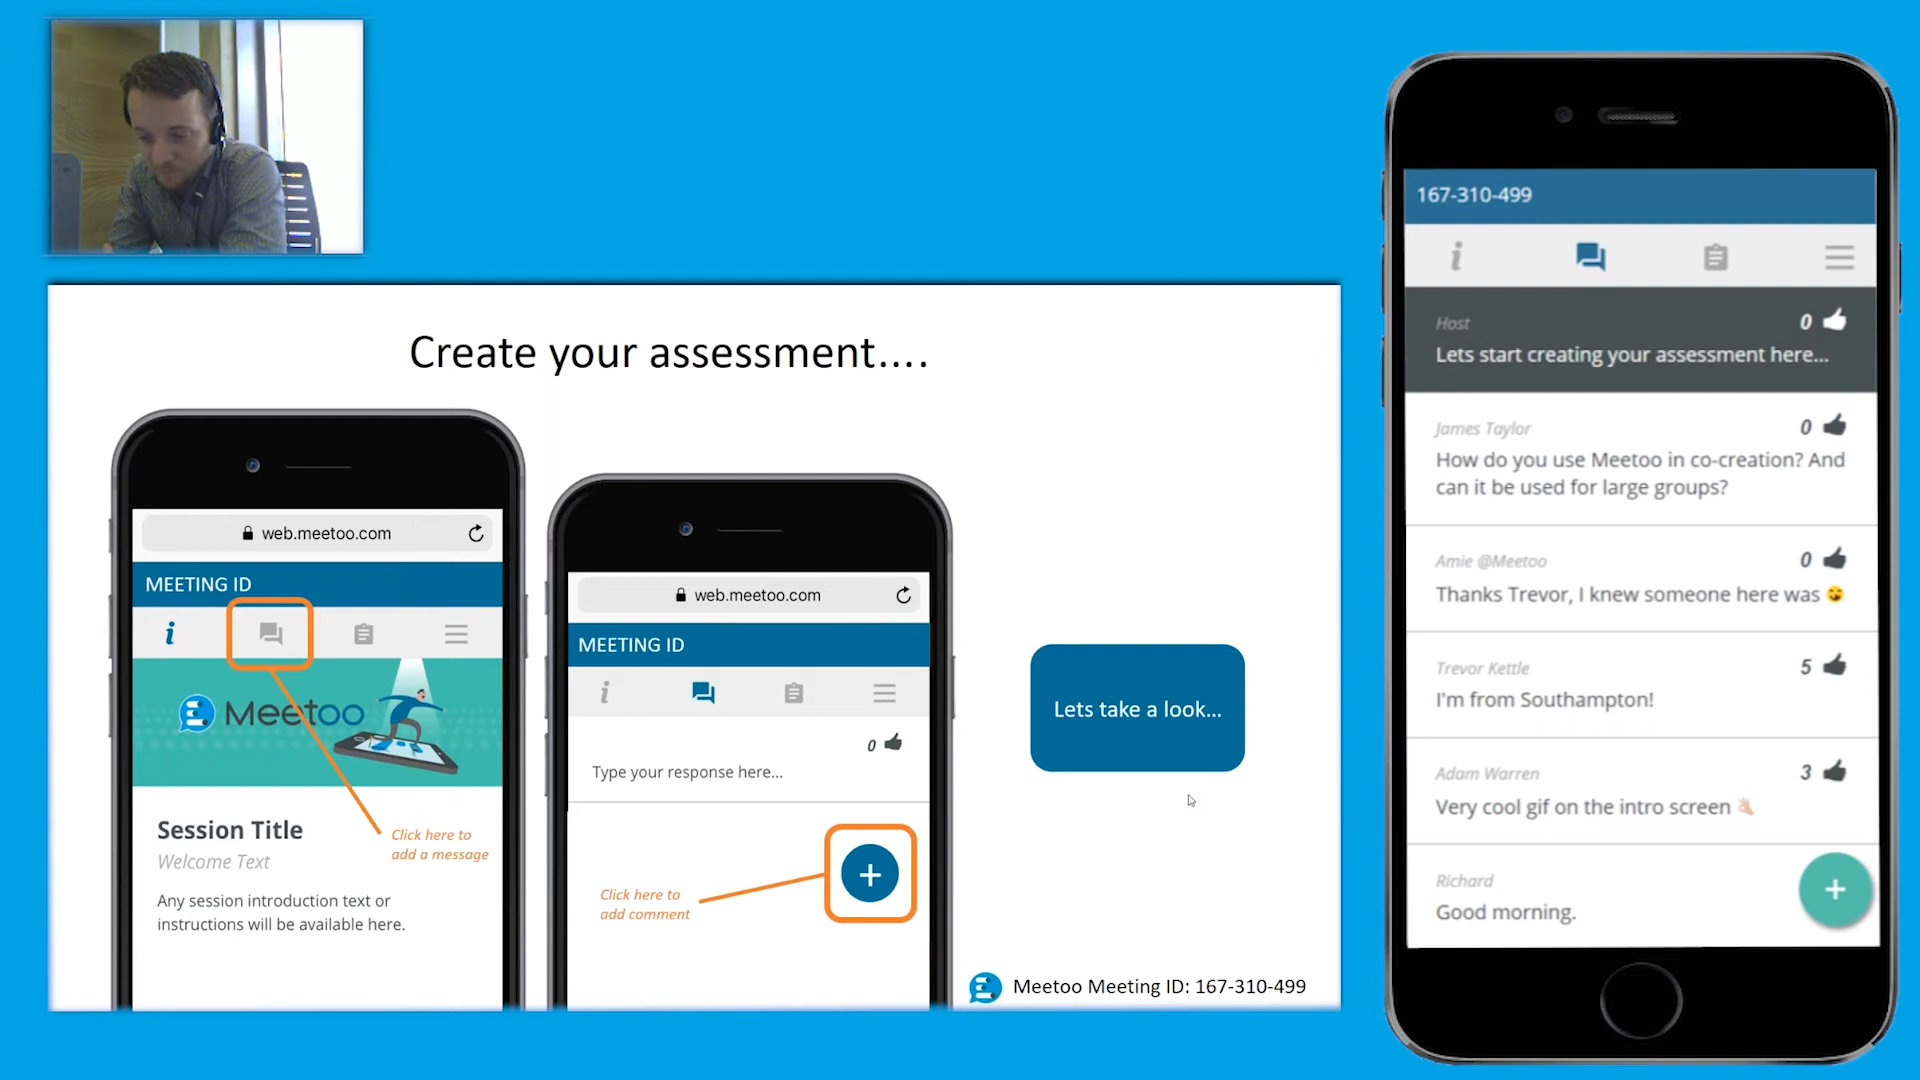 Create your assessment....
web.meetoo.com
MEETING ID
i
Meetoo
Session Title
Welcome Text
Any session introduction text or
instructions will be available here.
Click here to
add a message
web.meetoo.com
MEETING ID
i
0
Type your response here...
Click here to
add comment
+
Lets take a look...
Meetoo Meeting ID: 167-310-499
167-310-499
i
Host
0
Lets start creating your assessment here...
James Taylor
0
How do you use Meetoo in co-creation? And
can it be used for large groups?
Amie @Meetoo
0
Thanks Trevor, I knew someone here was 😋
Trevor Kettle
5
I'm from Southampton!
Adam Warren
3
Very cool gif on the intro screen 👌🏻
Richard
Good morning.
+